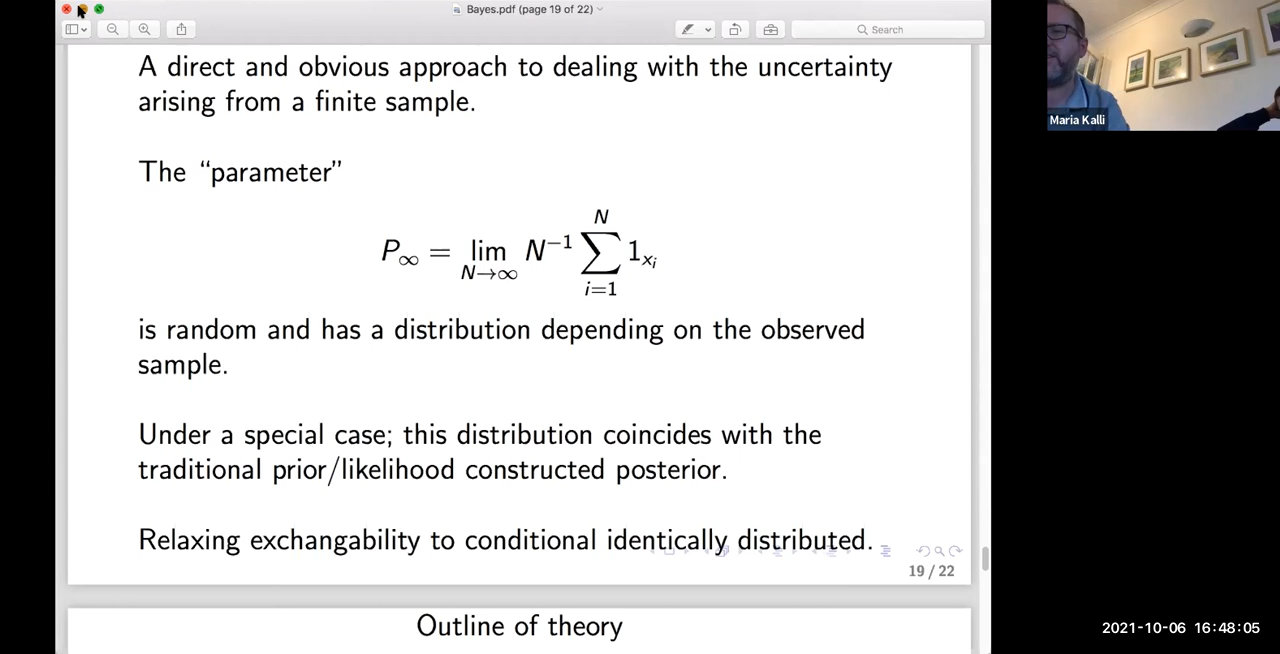 Bayes.pdf (page 19 of 22)
Search
A direct and obvious approach to dealing with the uncertainty
arising from a finite sample.
The “parameter”
P∞ = lim N→∞ N⁻¹ ∑ i=1 N 1xᵢ
is random and has a distribution depending on the observed
sample.
Under a special case; this distribution coincides with the
traditional prior/likelihood constructed posterior.
Relaxing exchangability to conditional identically distributed.
19 / 22
Outline of theory
Maria Kalli
2021-10-06 16:48:05